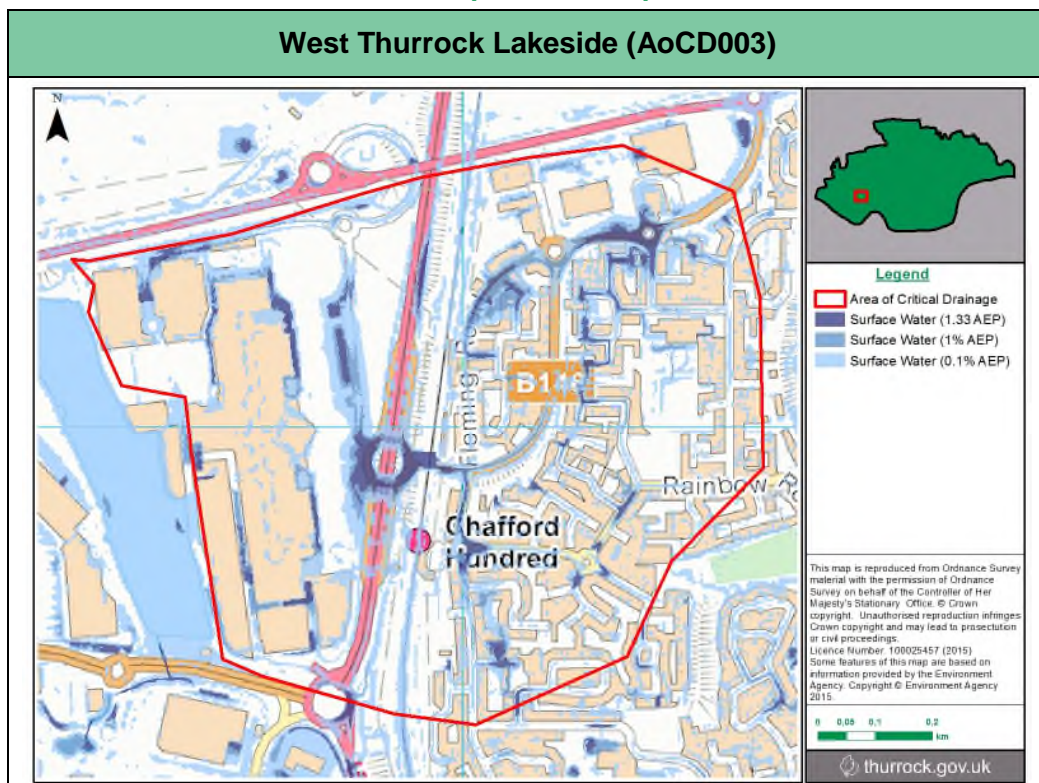 West Thurrock Lakeside (AoCD003)
N
Fleming
Chafford
Hundred
Rainbow
Legend
Area of Critical Drainage
Surface Water (1.33 AEP)
Surface Water (1% AEP)
Surface Water (0.1% AEP)
This map is reproduced from Ordnance Survey
material with the permission of Ordnance
Survey on behalf of the Controller of Her
Majesty's Stationary Office. © Crown
copyright. Unauthorised reproduction infringes
Crown copyright and may lead to prosectution
or civil proceedings.
Licence Number: 100025457 (2015)
Some features of this map are based on
information provided by the Environment
Agency. Copyright © Environment Agency
2015.
0 0,05 0,1 0,2
km
thurrock.gov.uk